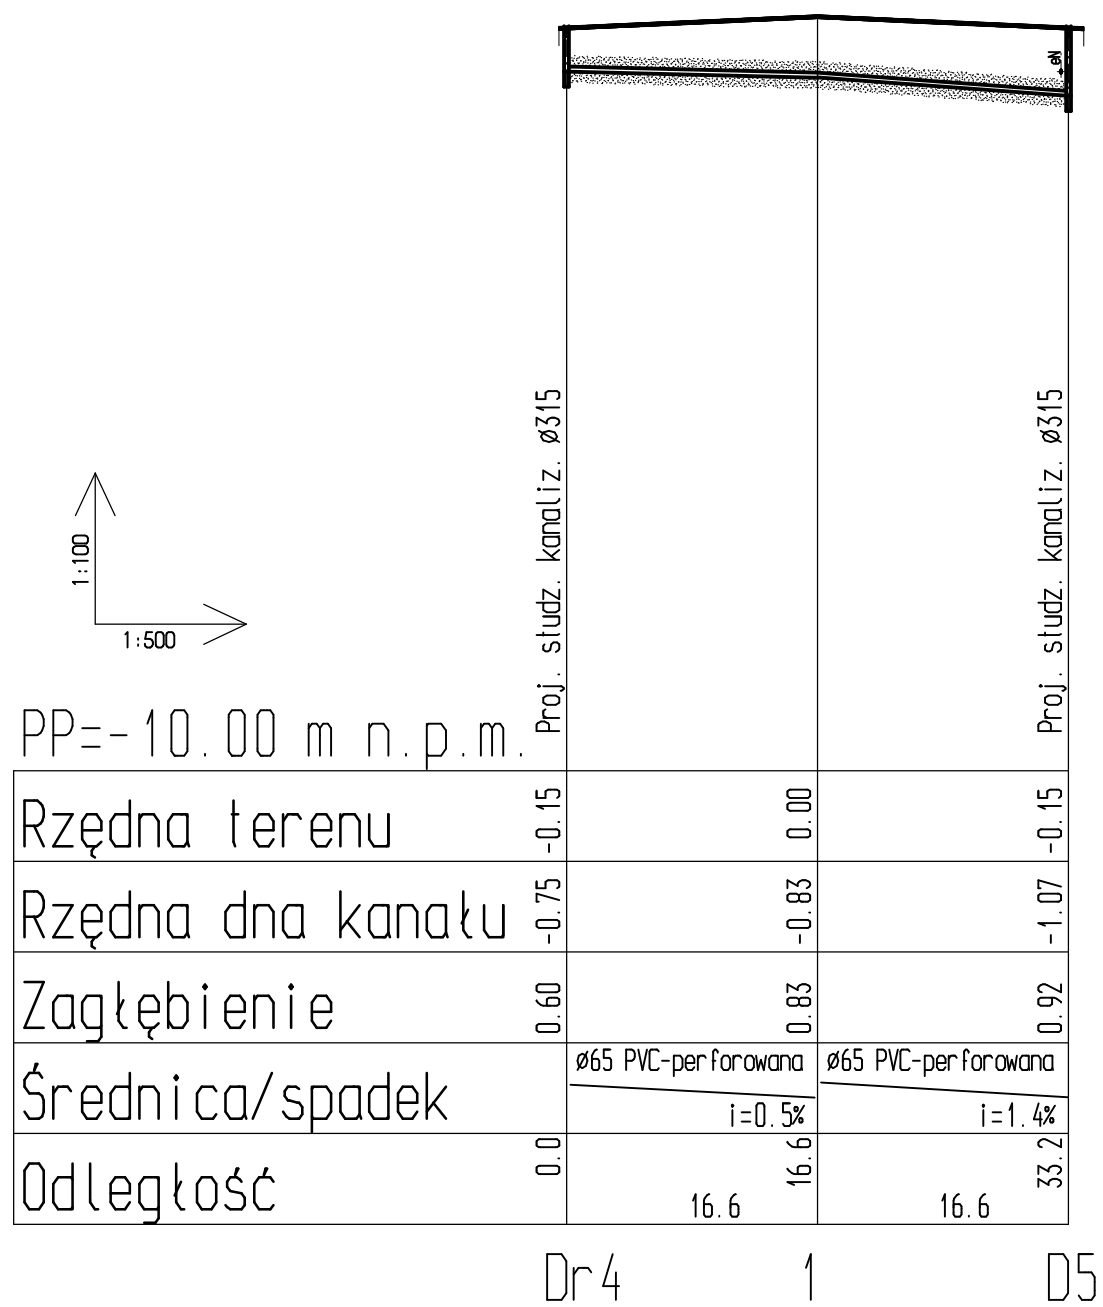 eN
Proj. studz. kanaliz. ø315
Proj. studz. kanaliz. ø315
1:100
1:500
PP=-10.00 m n.p.m.
Rzędna terenu -0.15 0.00 -0.15
Rzędna dna kanału -0.75 -0.83 -1.07
Zagłębienie 0.60 0.83 0.92
Średnica/spadek ø65 PVC-perforowana i=0.5% ø65 PVC-perforowana i=1.4%
Odległość 0.0 16.6 16.6 16.6 33.2
Dr4 1 D5